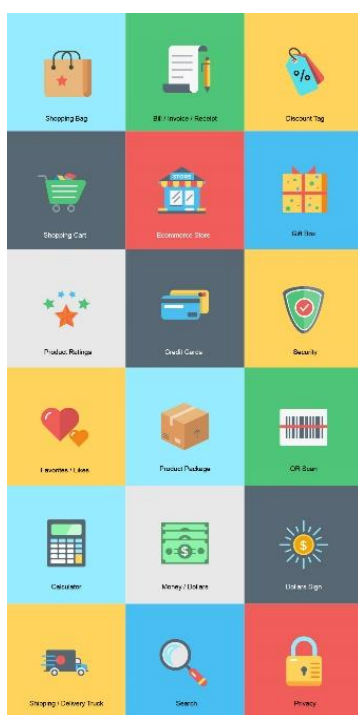 Shopping Bag
Bill / Invoice / Receipt
%
Discount Tag
Shopping Cart
STORE
Ecommerce Store
Gift Box
Product Ratings
Credit Cards
Security
Favorites / Likes
Product Package
QR Scan
Calculator
$
Money / Dollars
$
Dollars Sign
Shipping / Delivery Truck
Search
Privacy